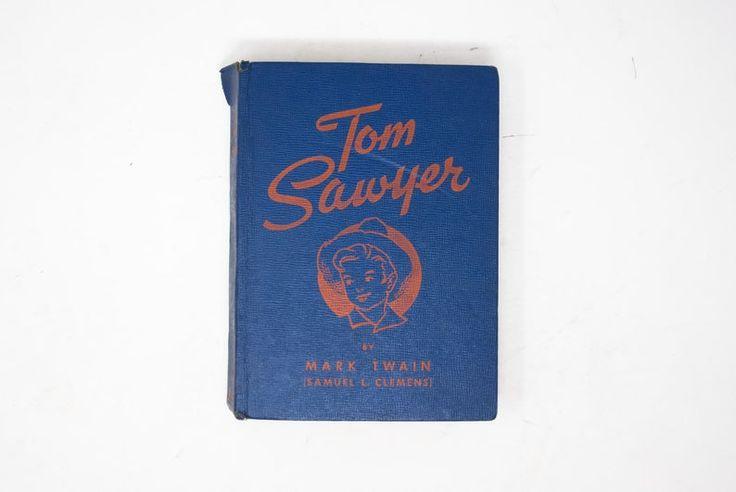 Tom
Sawyer
BY
MARK TWAIN
(SAMUEL L. CLEMENS)